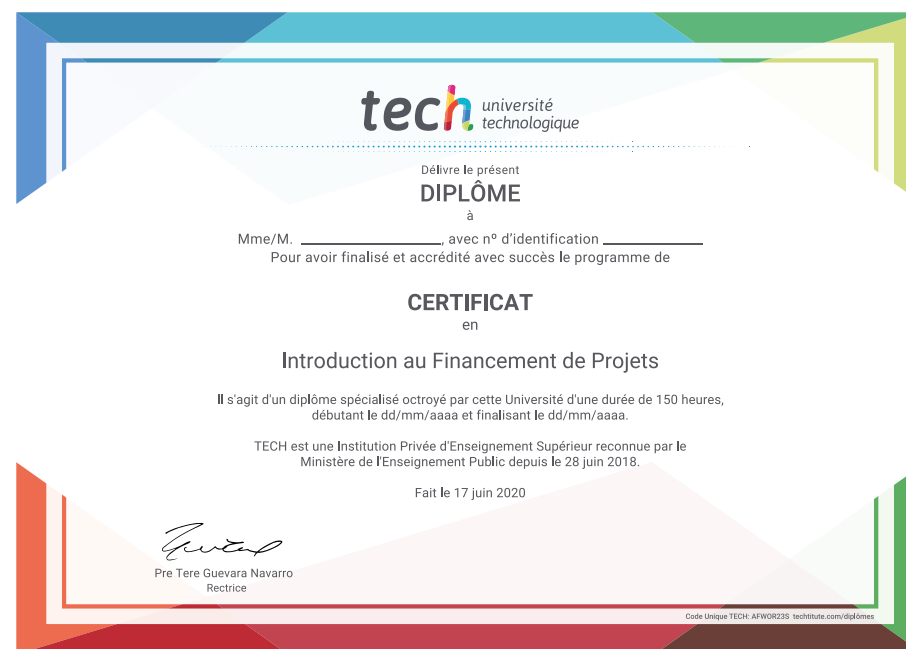 tech université
technologique
Délivre le présent
DIPLÔME
à
Mme/M. ____________________, avec nº d'identification ______________
Pour avoir finalisé et accrédité avec succès le programme de
CERTIFICAT
en
Introduction au Financement de Projets
Il s'agit d'un diplôme spécialisé octroyé par cette Université d'une durée de 150 heures,
débutant le dd/mm/aaaa et finalisant le dd/mm/aaaa.
TECH est une Institution Privée d'Enseignement Supérieur reconnue par le
Ministère de l'Enseignement Public depuis le 28 juin 2018.
Fait le 17 juin 2020
Pre Tere Guevara Navarro
Rectrice
Code Unique TECH: AFWOR23S techtitute.com/diplômes